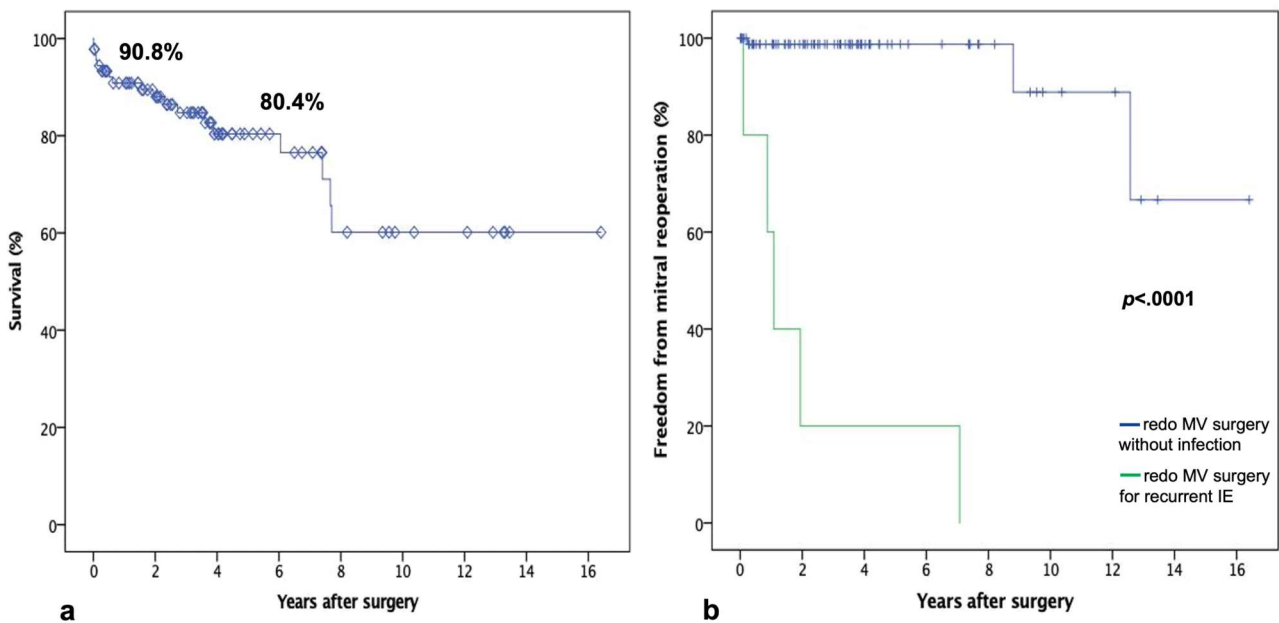 100
80
60
40
20
0
Survival (%)
90.8%
80.4%
0 2 4 6 8 10 12 14 16
Years after surgery
a
100
80
60
40
20
0
Freedom from mitral reoperation (%)
p<.0001
redo MV surgery
without infection
redo MV surgery
for recurrent IE
0 2 4 6 8 10 12 14 16
Years after surgery
b